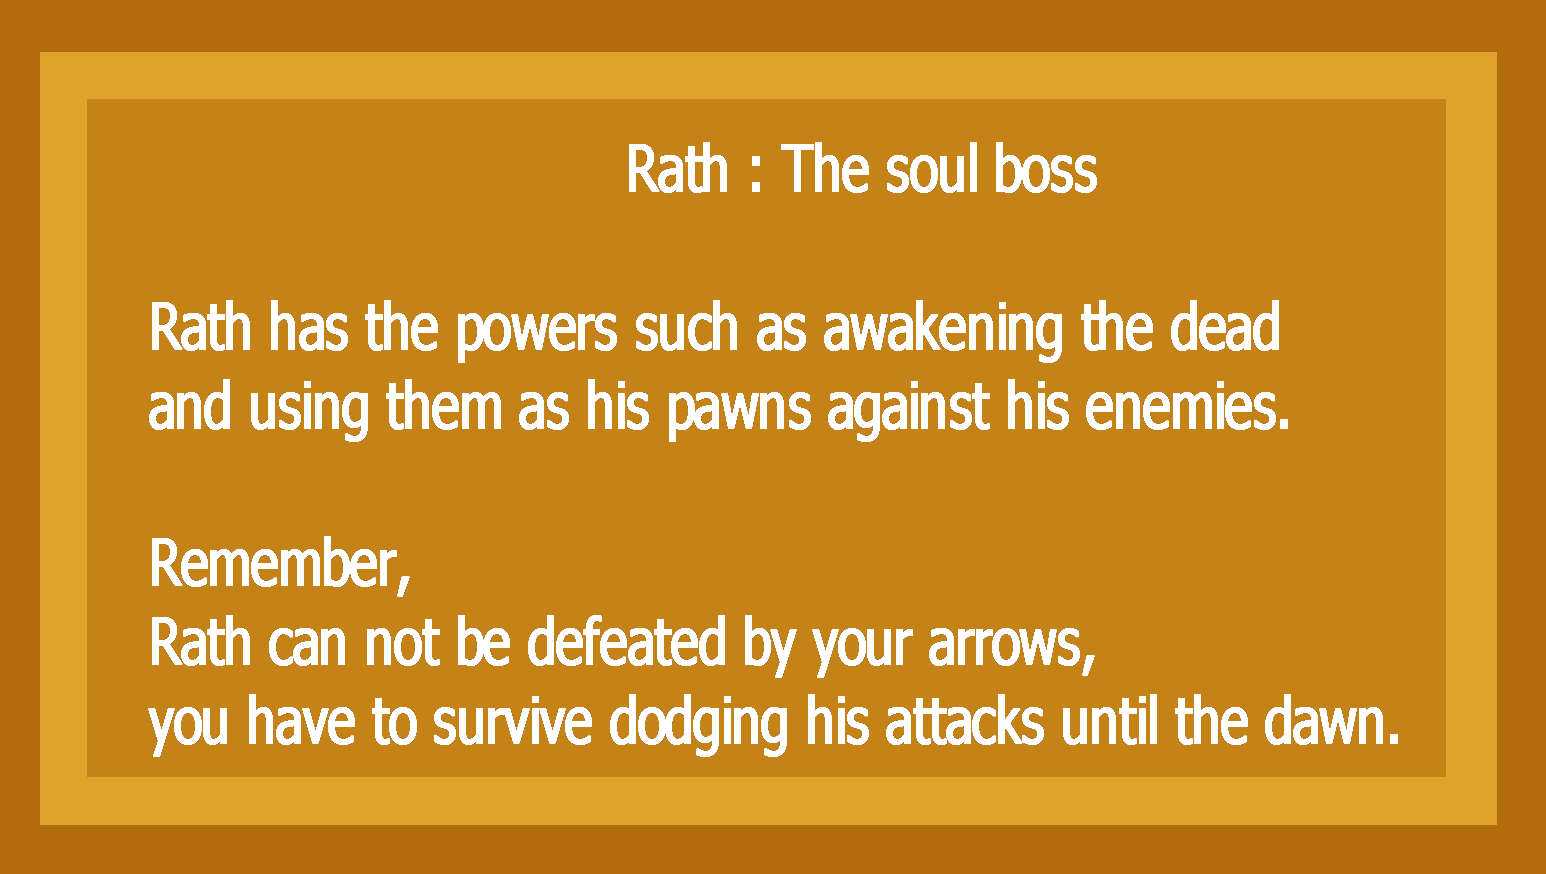 Rath : The soul boss
Rath has the powers such as awakening the dead
and using them as his pawns against his enemies.
Remember,
Rath can not be defeated by your arrows,
you have to survive dodging his attacks until the dawn.